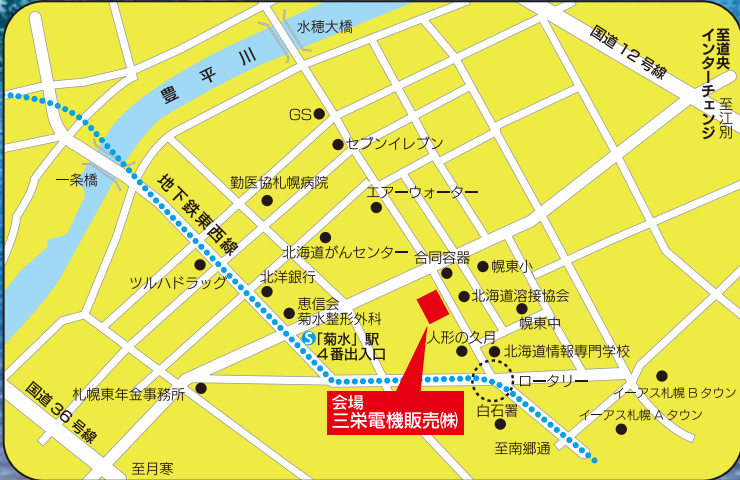 水穂大橋
国道12号線
至道央
インターチェンジ
至江別
豊平川
GS
セブンイレブン
一条橋
勤医協札幌病院
エアーウォーター
地下鉄東西線
北海道がんセンター
合同容器
幌東小
ツルハドラッグ
北洋銀行
北海道溶接協会
恵信会
菊水整形外科
幌東中
S「菊水」駅
4番出入口
人形の久月
北海道情報専門学校
ロータリー
札幌東年金事務所
国道36号線
会場
三栄電機販売㈱
白石署
イーアス札幌Bタウン
イーアス札幌Aタウン
至南郷通
至月寒